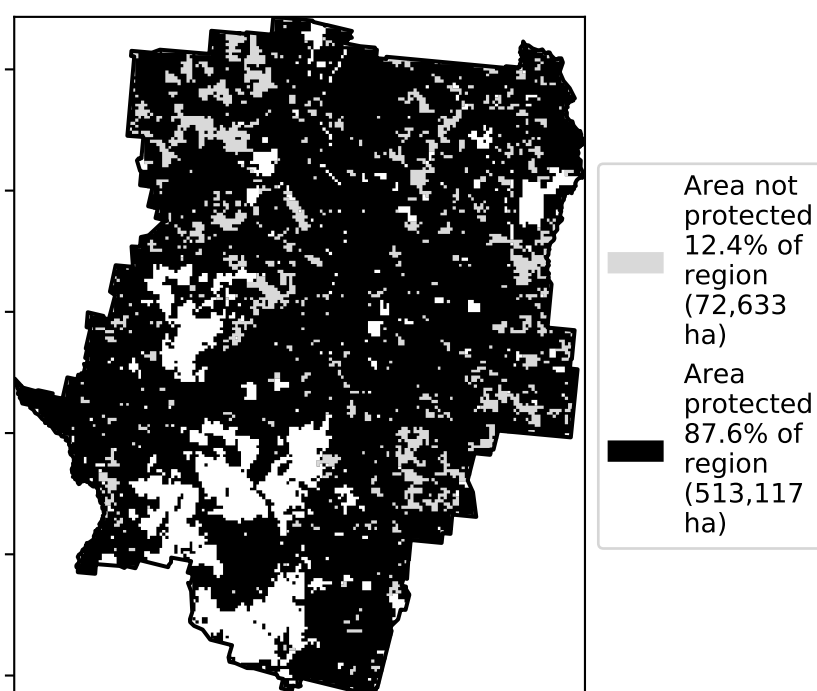 Area not
protected
12.4% of
region
(72,633
ha)
Area
protected
87.6% of
region
(513,117
ha)